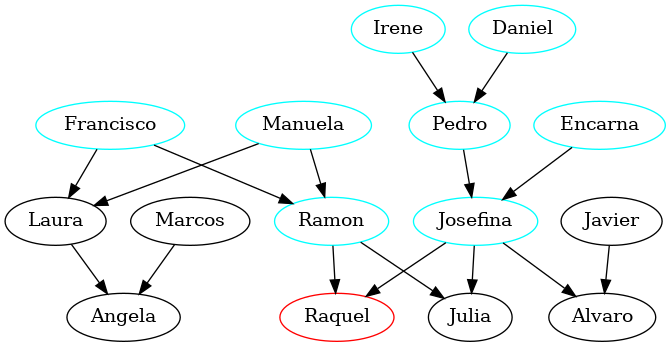 Irene
Daniel
Francisco
Manuela
Pedro
Encarna
Laura
Marcos
Ramon
Josefina
Javier
Angela
Raquel
Julia
Alvaro